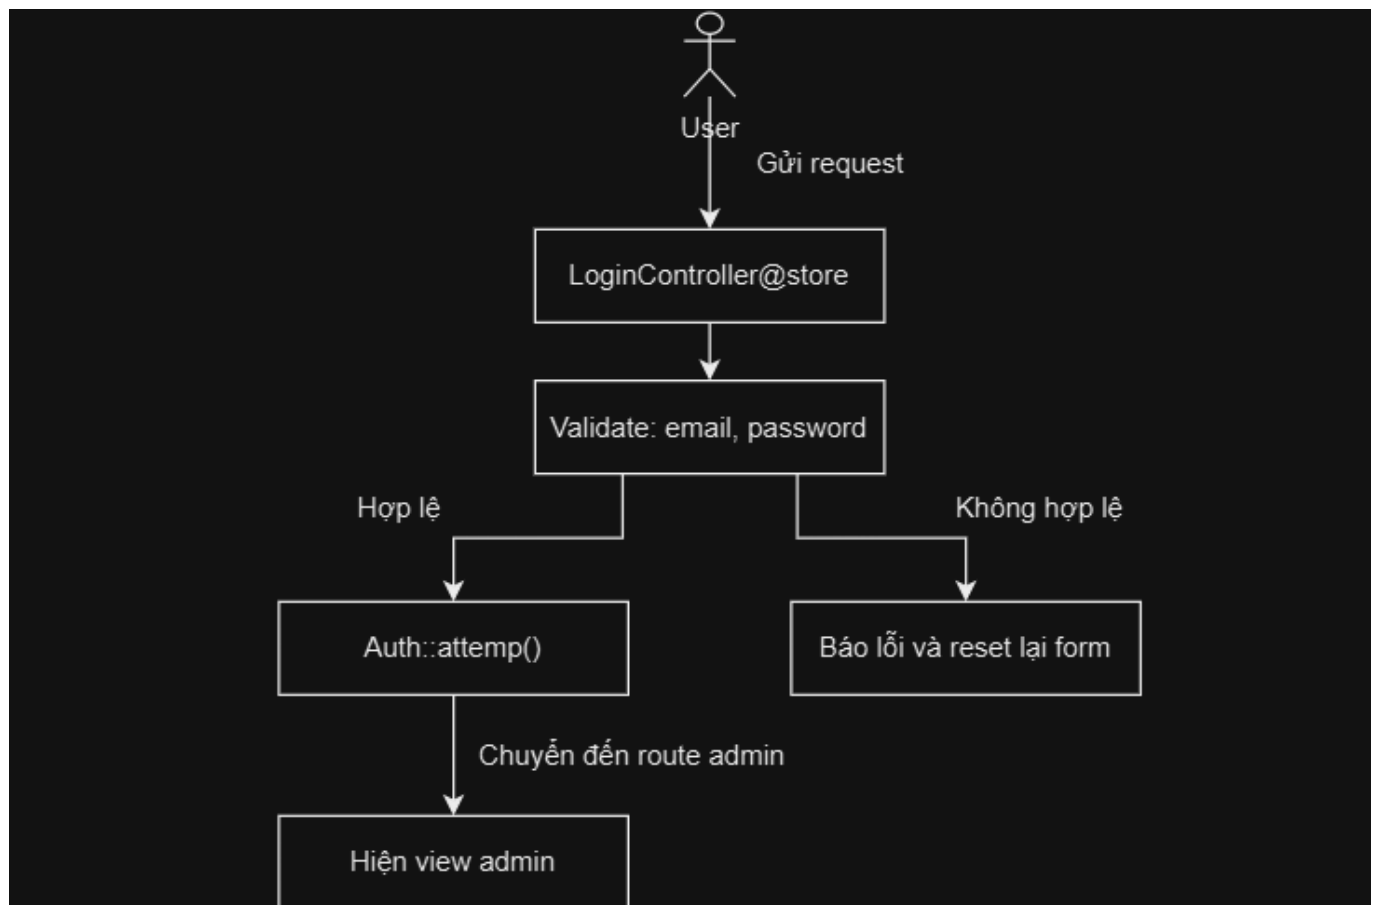 User
Gửi request
LoginController@store
Validate: email, password
Hợp lệ
Không hợp lệ
Auth::attemp()
Báo lỗi và reset lại form
Chuyển đến route admin
Hiện view admin